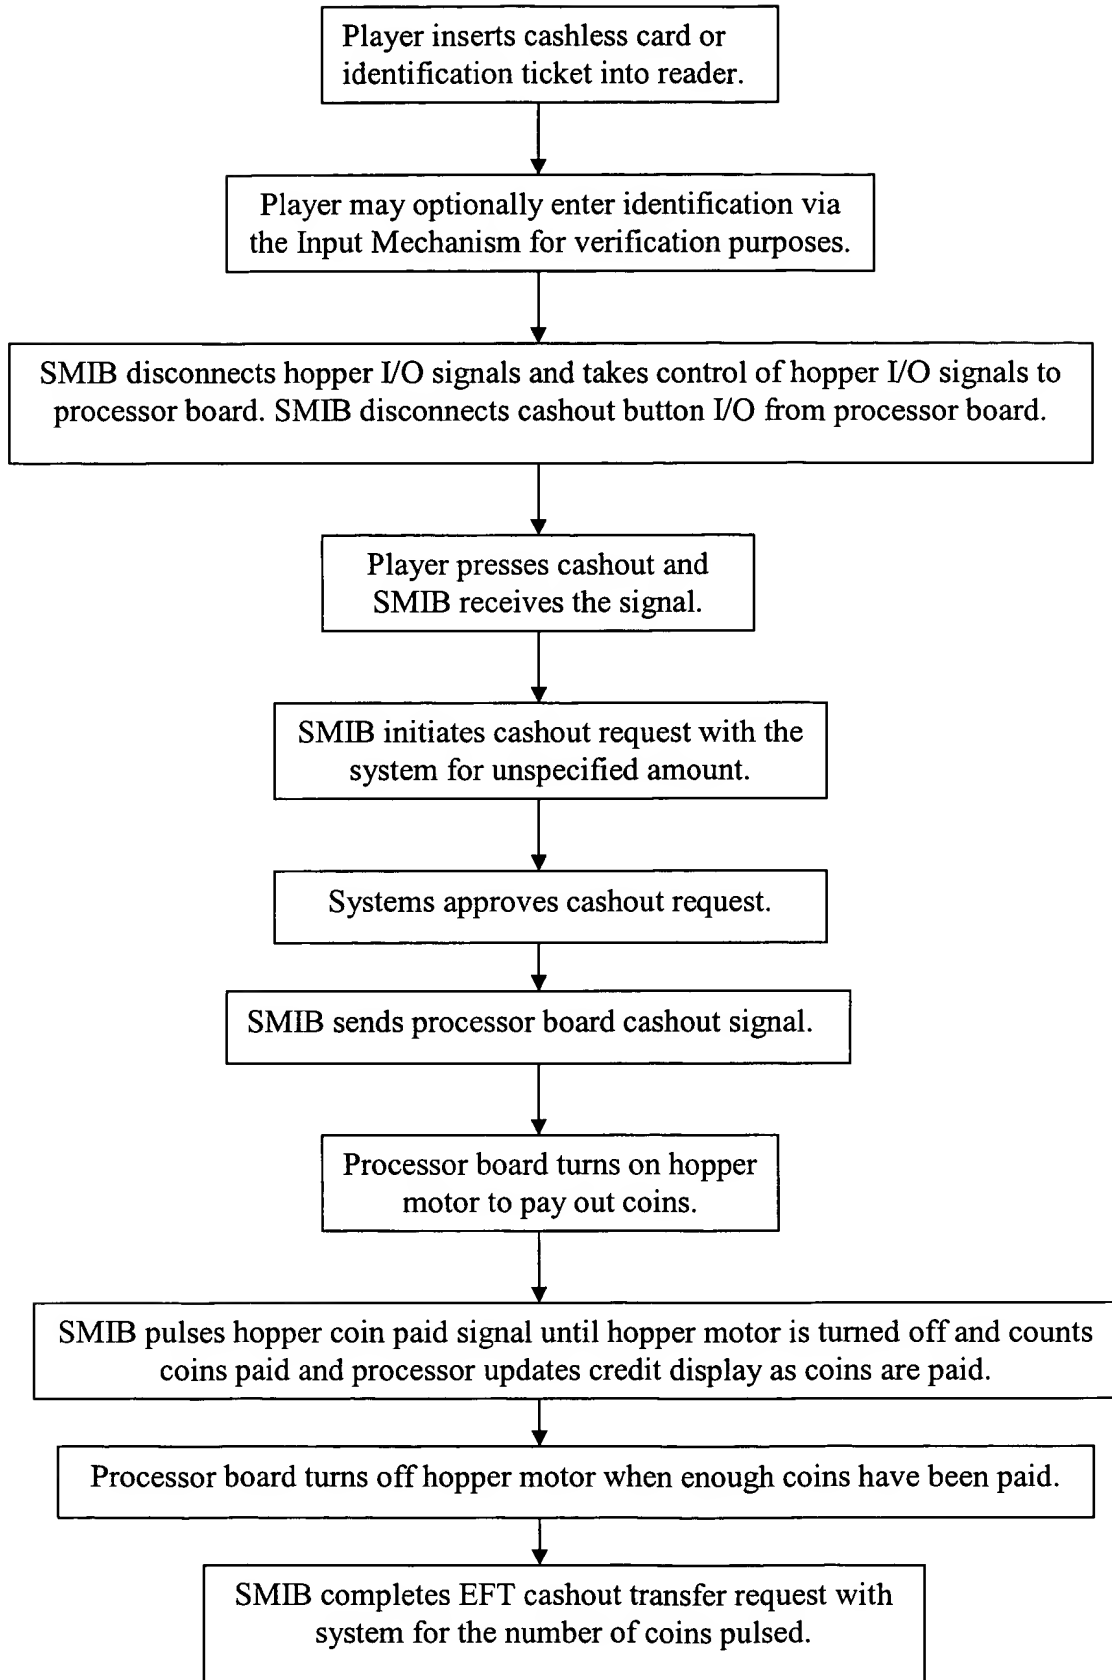 Player inserts cashless card or
identification ticket into reader.
Player may optionally enter identification via
the Input Mechanism for verification purposes.
SMIB disconnects hopper I/O signals and takes control of hopper I/O signals to
processor board. SMIB disconnects cashout button I/O from processor board.
Player presses cashout and
SMIB receives the signal.
SMIB initiates cashout request with the
system for unspecified amount.
Systems approves cashout request.
SMIB sends processor board cashout signal.
Processor board turns on hopper
motor to pay out coins.
SMIB pulses hopper coin paid signal until hopper motor is turned off and counts
coins paid and processor updates credit display as coins are paid.
Processor board turns off hopper motor when enough coins have been paid.
SMIB completes EFT cashout transfer request with
system for the number of coins pulsed.